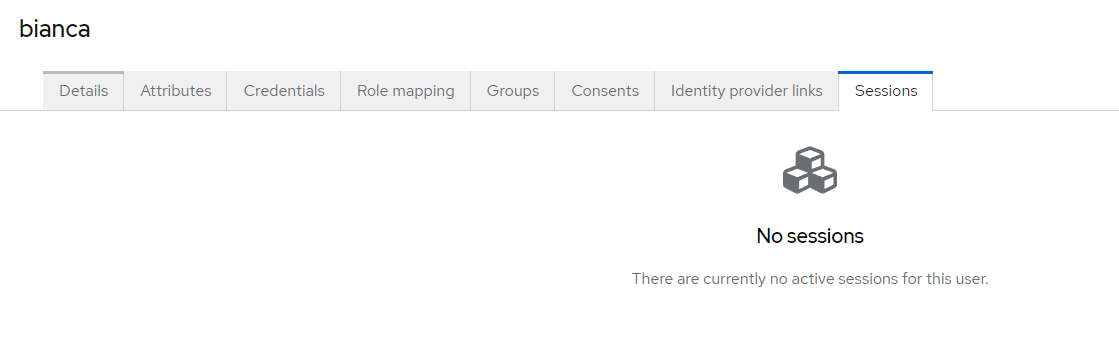 bianca
Details Attributes Credentials Role mapping Groups Consents Identity provider links Sessions
No sessions
There are currently no active sessions for this user.